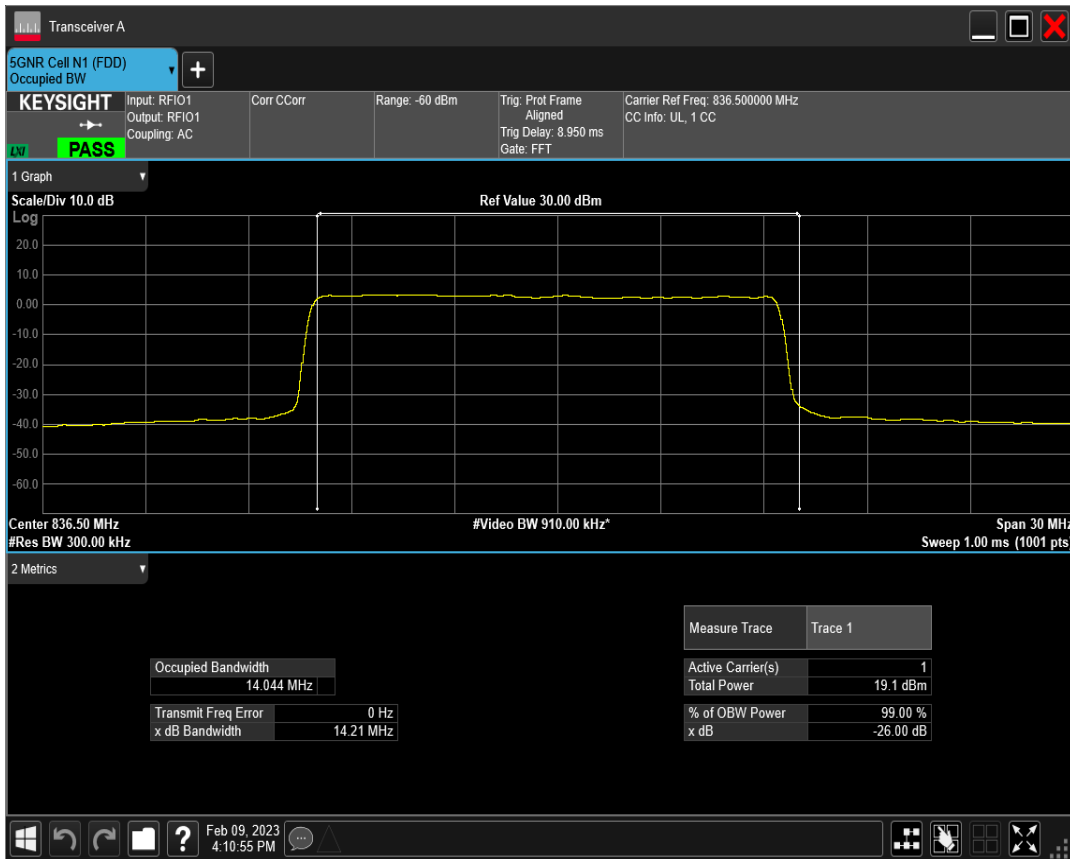 Transceiver A
5GNR Cell N1 (FDD)
Occupied BW
KEYSIGHT
LXI
PASS
Input: RFIO1
Output: RFIO1
Coupling: AC
Corr CCorr
Range: -60 dBm
Trig: Prot Frame
Aligned
Trig Delay: 8.950 ms
Gate: FFT
Carrier Ref Freq: 836.500000 MHz
CC Info: UL, 1 CC
1 Graph
Scale/Div 10.0 dB
Ref Value 30.00 dBm
Log
20.0
10.0
0.00
-10.0
-20.0
-30.0
-40.0
-50.0
-60.0
Center 836.50 MHz
#Video BW 910.00 kHz*
Span 30 MHz
#Res BW 300.00 kHz
Sweep 1.00 ms (1001 pts)
2 Metrics
Measure Trace Trace 1
Occupied Bandwidth
14.044 MHz
Active Carrier(s) 1
Total Power 19.1 dBm
Transmit Freq Error 0 Hz
x dB Bandwidth 14.21 MHz
% of OBW Power 99.00 %
x dB -26.00 dB
Feb 09, 2023
4:10:55 PM